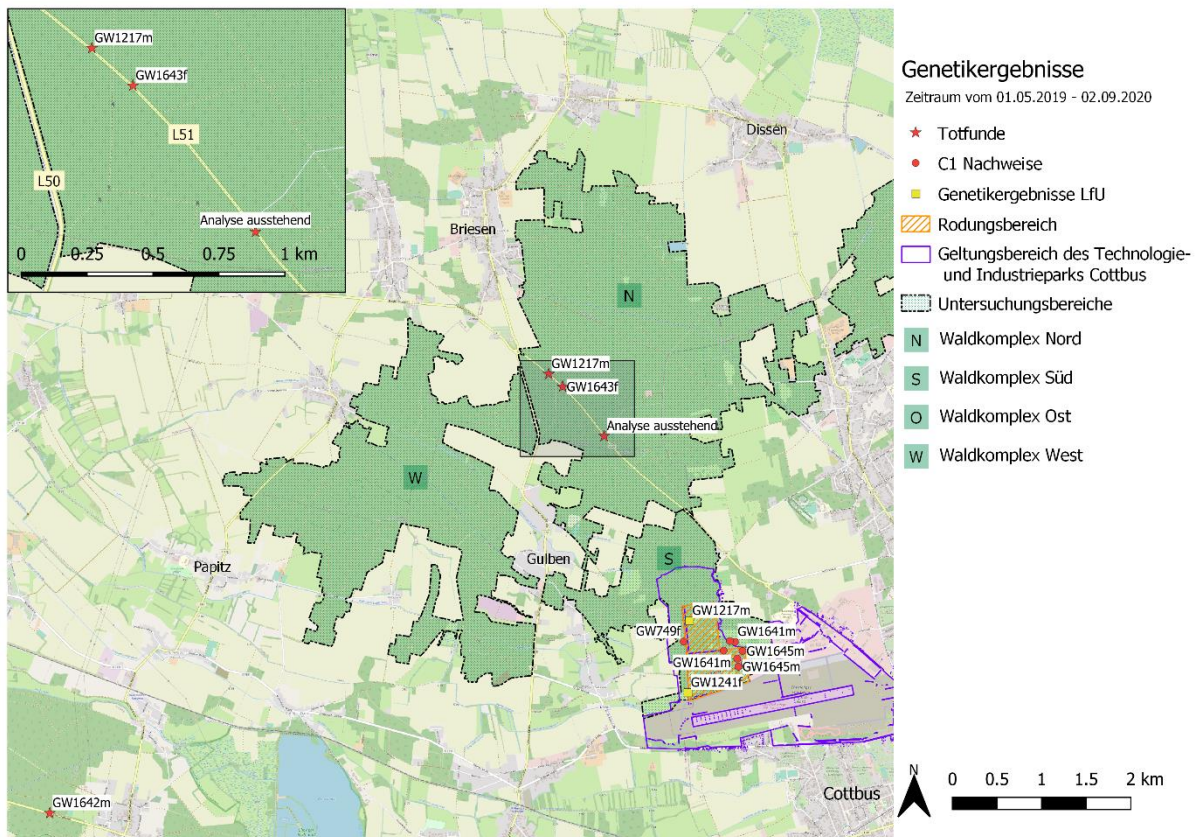 GW1217m
GW1643f
L51
L50
Analyse ausstehend
0 0.25 0.5 0.75 1 km
Dissen
Briesen
N
GW1217m
GW1643f
Analyse ausstehend
W
Papitz
Gulben
S
GW1217m
GW749f
GW1641m
GW1645m
GW1641m
GW1645m
GW1241f
GW1642m
Cottbus
Genetikergebnisse
Zeitraum vom 01.05.2019 - 02.09.2020
Totfunde
C1 Nachweise
Genetikergebnisse LfU
Rodungsbereich
Geltungsbereich des Technologie-
und Industrieparks Cottbus
Untersuchungsbereiche
N Waldkomplex Nord
S Waldkomplex Süd
O Waldkomplex Ost
W Waldkomplex West
N
0 0.5 1 1.5 2 km